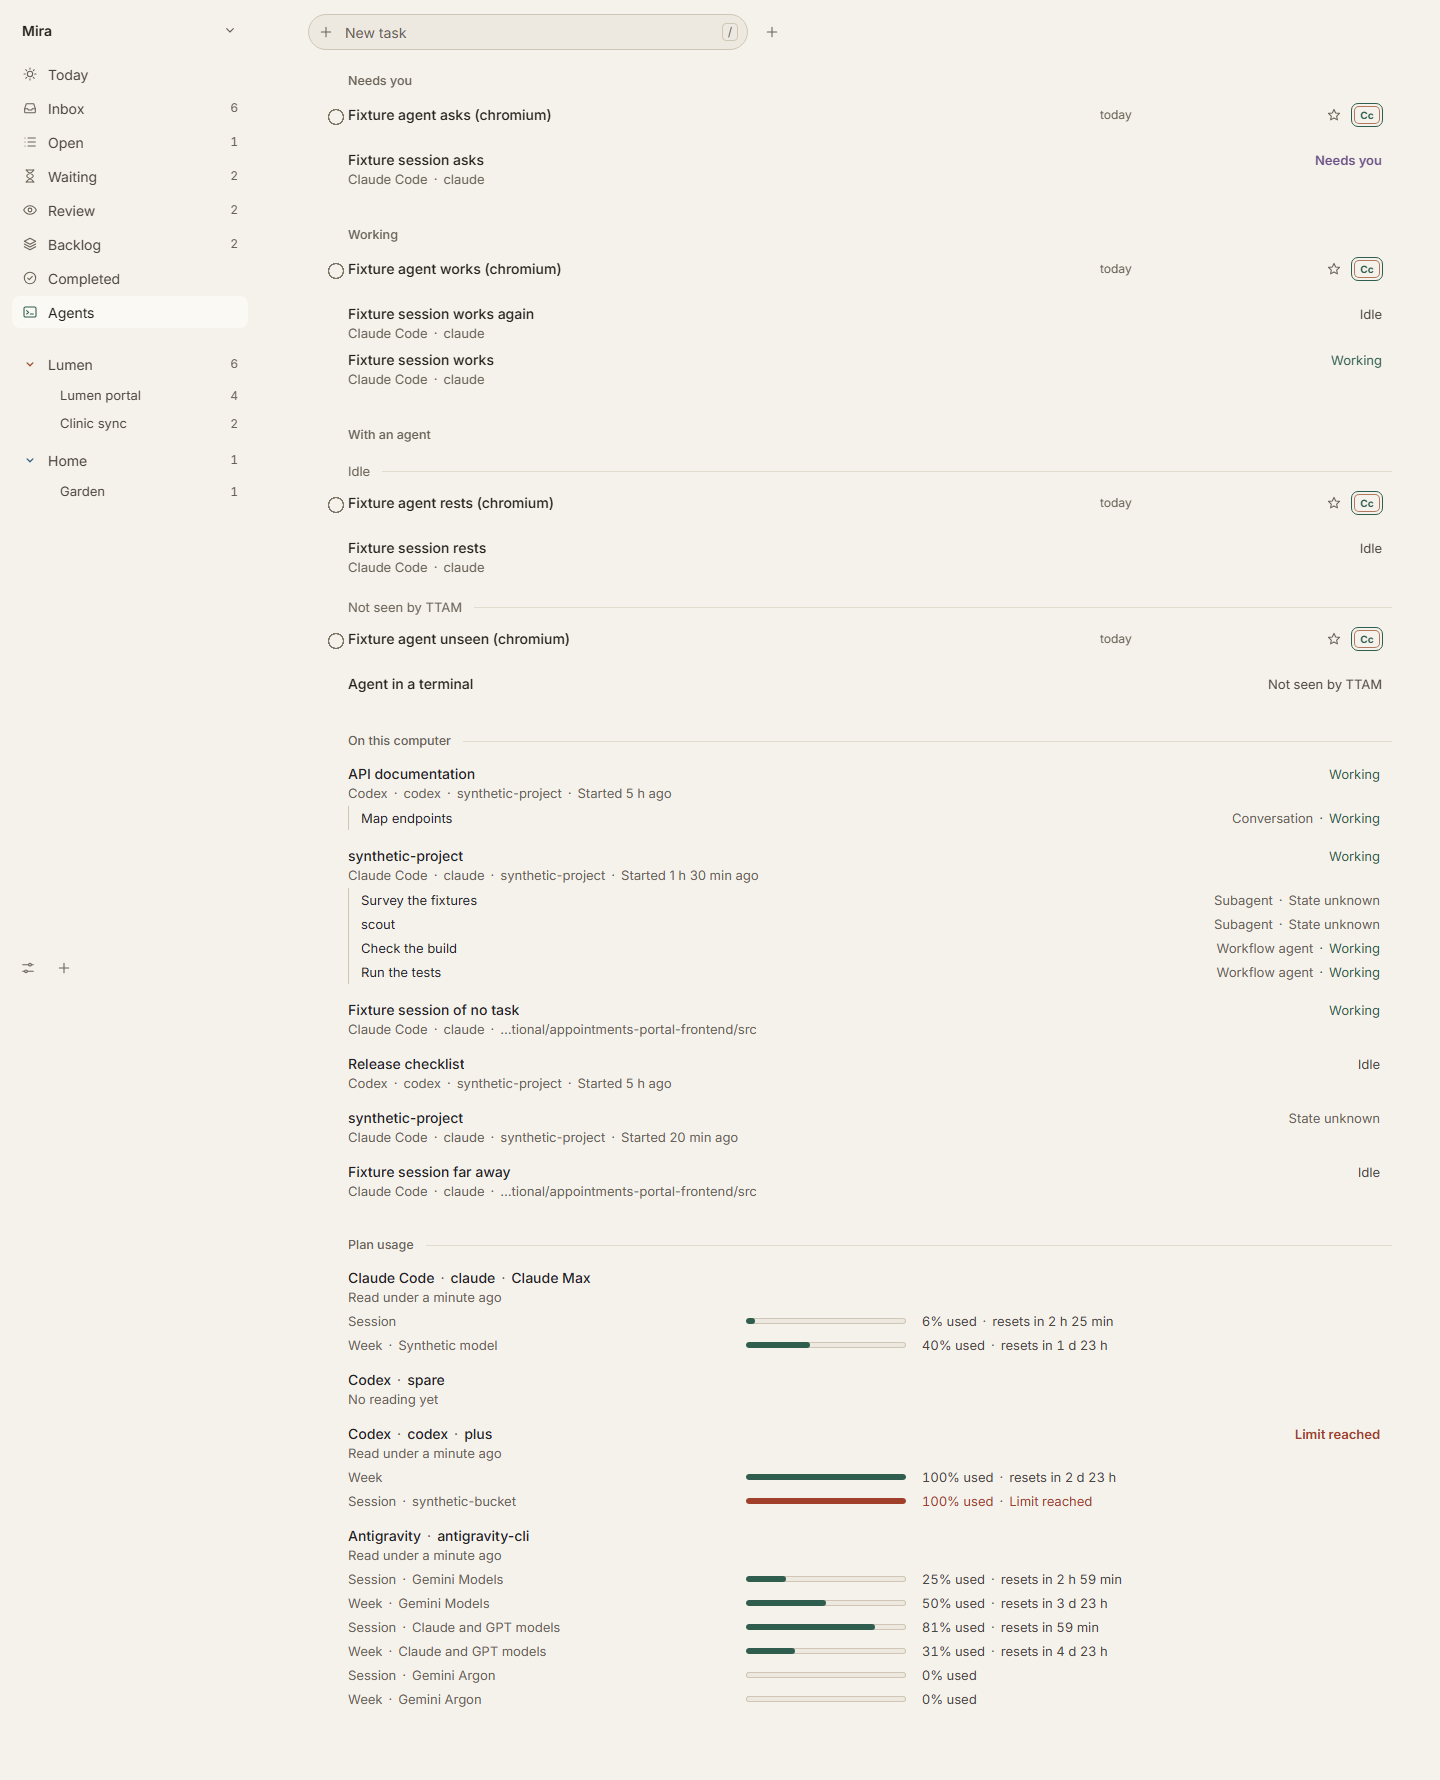 Mira
Today
Inbox 6
Open 1
Waiting 2
Review 2
Backlog 2
Completed
Agents
Lumen 6
Lumen portal 4
Clinic sync 2
Home 1
Garden 1
New task /
Needs you
Fixture agent asks (chromium) today Cc
Fixture session asks Needs you
Claude Code · claude
Working
Fixture agent works (chromium) today Cc
Fixture session works again Idle
Claude Code · claude
Fixture session works Working
Claude Code · claude
With an agent
Idle
Fixture agent rests (chromium) today Cc
Fixture session rests Idle
Claude Code · claude
Not seen by TTAM
Fixture agent unseen (chromium) today Cc
Agent in a terminal Not seen by TTAM
On this computer
API documentation Working
Codex · codex · synthetic-project · Started 5 h ago
Map endpoints Conversation · Working
synthetic-project Working
Claude Code · claude · synthetic-project · Started 1 h 30 min ago
Survey the fixtures Subagent · State unknown
scout Subagent · State unknown
Check the build Workflow agent · Working
Run the tests Workflow agent · Working
Fixture session of no task Working
Claude Code · claude · …tional/appointments-portal-frontend/src
Release checklist Idle
Codex · codex · synthetic-project · Started 5 h ago
synthetic-project State unknown
Claude Code · claude · synthetic-project · Started 20 min ago
Fixture session far away Idle
Claude Code · claude · …tional/appointments-portal-frontend/src
Plan usage
Claude Code · claude · Claude Max
Read under a minute ago
Session 6% used · resets in 2 h 25 min
Week · Synthetic model 40% used · resets in 1 d 23 h
Codex · spare
No reading yet
Codex · codex · plus Limit reached
Read under a minute ago
Week 100% used · resets in 2 d 23 h
Session · synthetic-bucket 100% used · Limit reached
Antigravity · antigravity-cli
Read under a minute ago
Session · Gemini Models 25% used · resets in 2 h 59 min
Week · Gemini Models 50% used · resets in 3 d 23 h
Session · Claude and GPT models 81% used · resets in 59 min
Week · Claude and GPT models 31% used · resets in 4 d 23 h
Session · Gemini Argon 0% used
Week · Gemini Argon 0% used